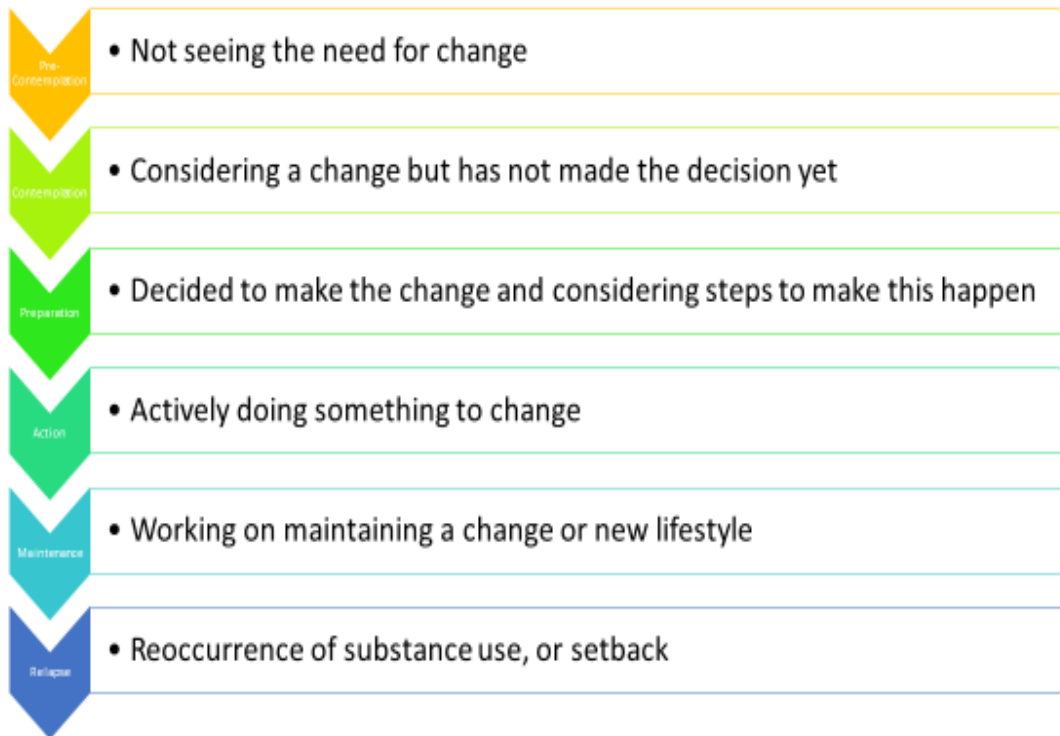 Pre-
Contemplation
• Not seeing the need for change
Contemplation
• Considering a change but has not made the decision yet
Preparation
• Decided to make the change and considering steps to make this happen
Action
• Actively doing something to change
Maintenance
• Working on maintaining a change or new lifestyle
Relapse
• Reoccurrence of substance use, or setback